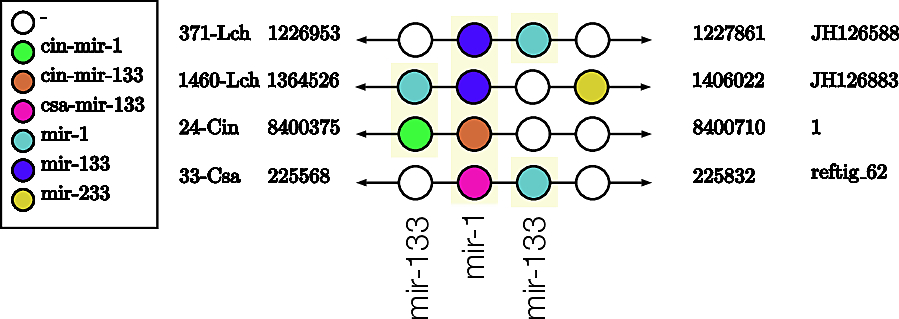 -
cin-mir-1
cin-mir-133
csa-mir-133
mir-1
mir-133
mir-233
371-Lch 1226953 1227861 JH126588
1460-Lch 1364526 1406022 JH126883
24-Cin 8400375 8400710 1
33-Csa 225568 225832 reftig_62
mir-133
mir-1
mir-133